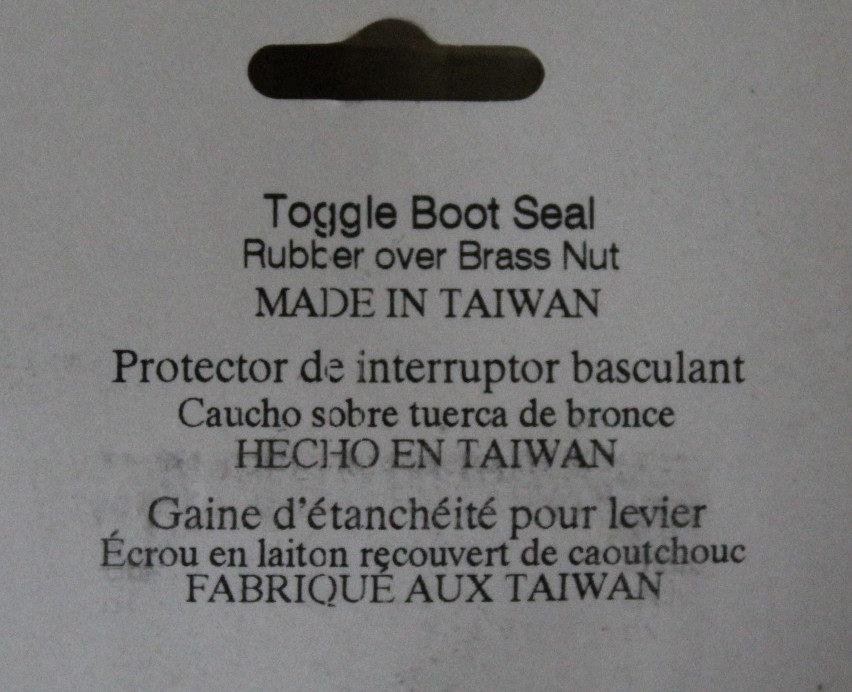 Toggle Boot Seal
Rubber over Brass Nut
MADE IN TAIWAN
Protector de interruptor basculant
Caucho sobre tuerca de bronce
HECHO EN TAIWAN
Gaine d'étanchéité pour levier
Écrou en laiton recouvert de caoutchouc
FABRIQUÉ AUX TAIWAN